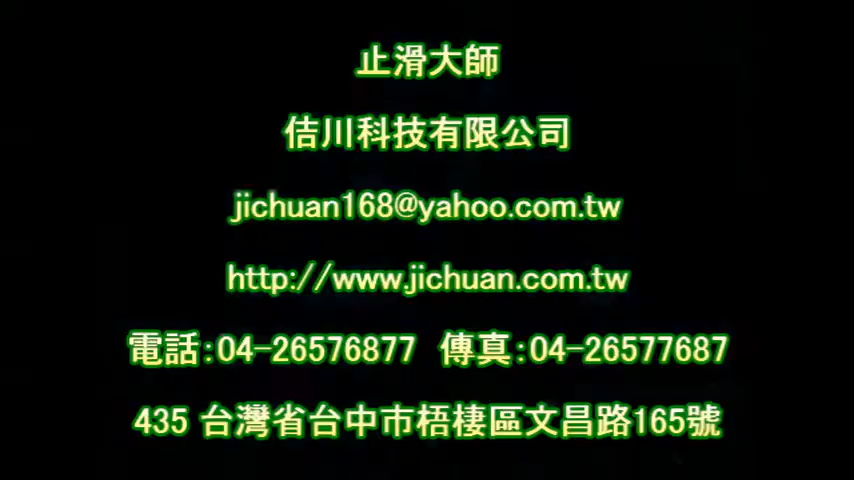 止滑大師
佶川科技有限公司
jichuan168@yahoo.com.tw
http://www.jichuan.com.tw
電話:04-26576877 傳真:04-26577687
435 台灣省台中市梧棲區文昌路165號